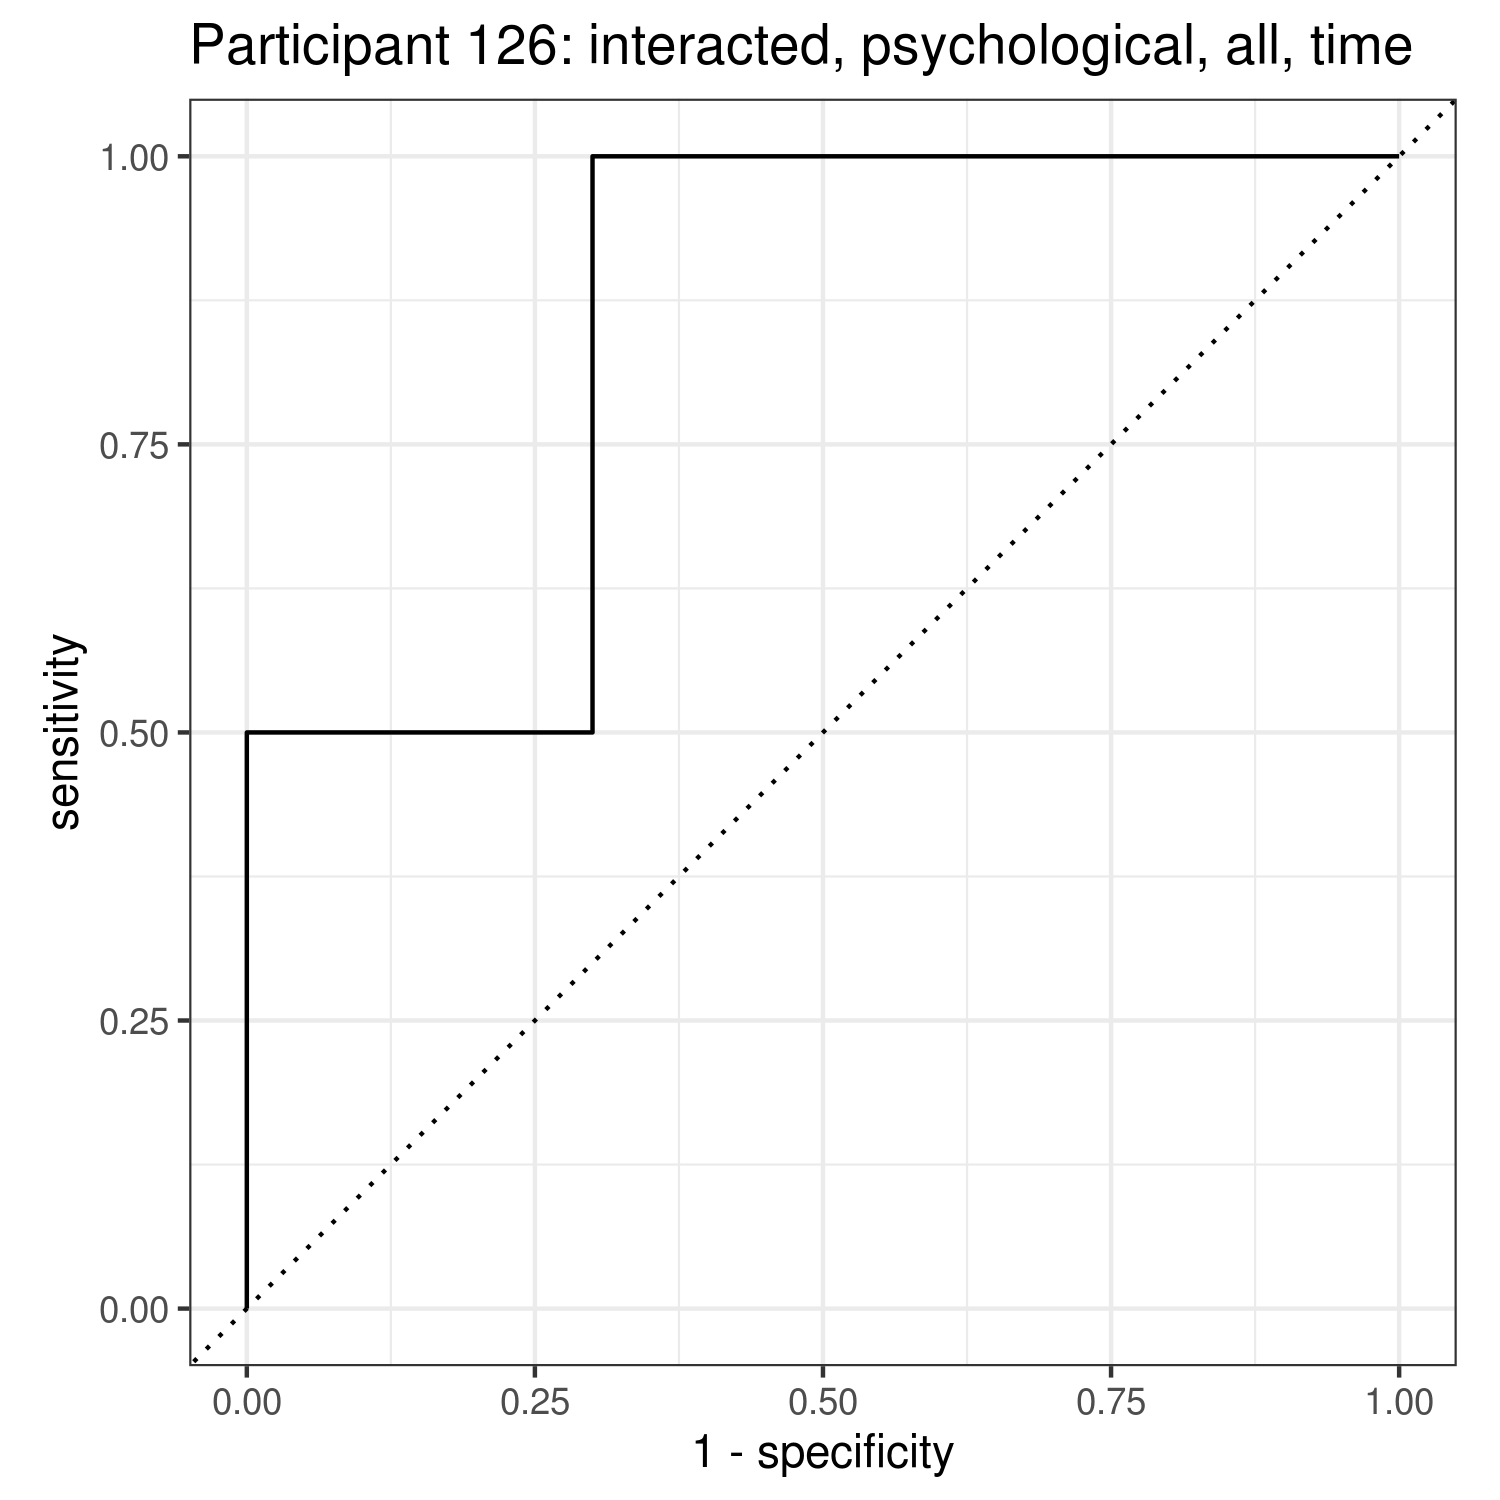 Participant 126: interacted, psychological, all, time
1.00
0.75
0.50
0.25
0.00
sensitivity
0.00 0.25 0.50 0.75 1.00
1 - specificity